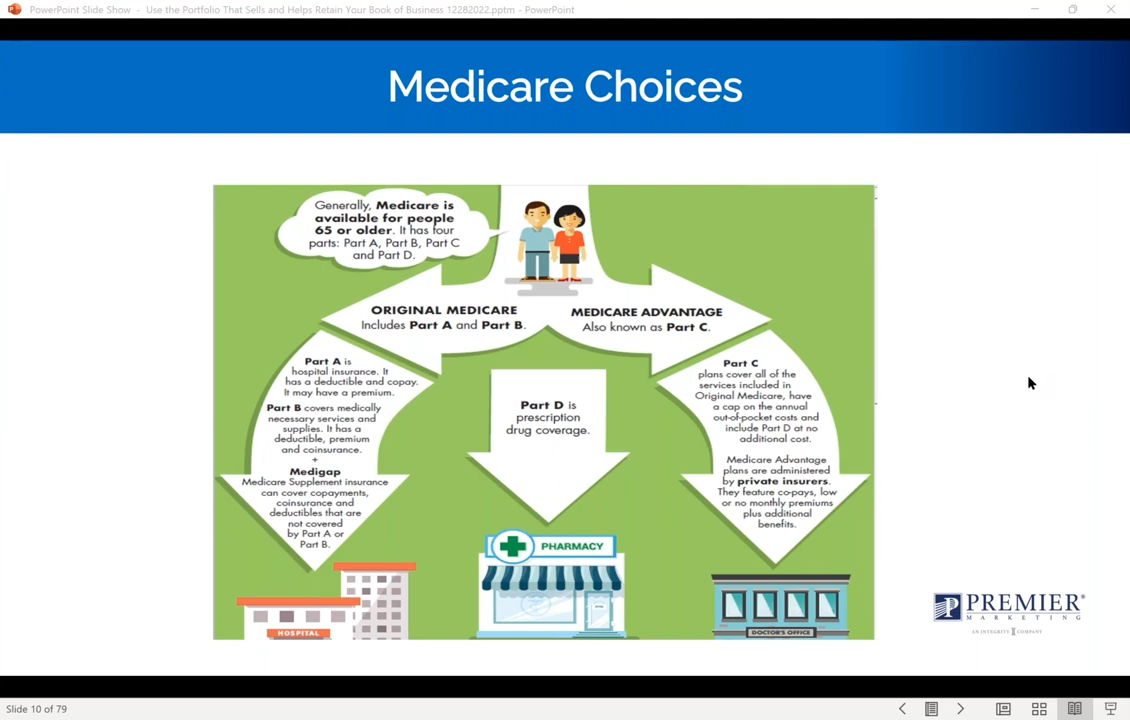 PowerPoint Slide Show - Use the Portfolio That Sells and Helps Retain Your Book of Business 12282022.pptm - PowerPoint
Medicare Choices
Generally, Medicare is
available for people
65 or older. It has four
parts: Part A, Part B, Part C
and Part D.
ORIGINAL MEDICARE
Includes Part A and Part B.
MEDICARE ADVANTAGE
Also known as Part C.
Part A is
hospital insurance. It
has a deductible and copay.
It may have a premium.
Part B covers medically
necessary services and
supplies. It has a
deductible, premium
and coinsurance.
+
Medigap
Medicare Supplement insurance
can cover copayments,
coinsurance and
deductibles that are
not covered
by Part A or
Part B.
Part D is
prescription
drug coverage.
Part C
plans cover all of the
services included in
Original Medicare, have
a cap on the annual
out-of-pocket costs and
include Part D at no
additional cost.
Medicare Advantage
plans are administered
by private insurers.
They feature co-pays, low
or no monthly premiums
plus additional
benefits.
HOSPITAL
PHARMACY
DOCTOR'S OFFICE
PREMIER®
MARKETING
AN INTEGRITY COMPANY
Slide 10 of 79